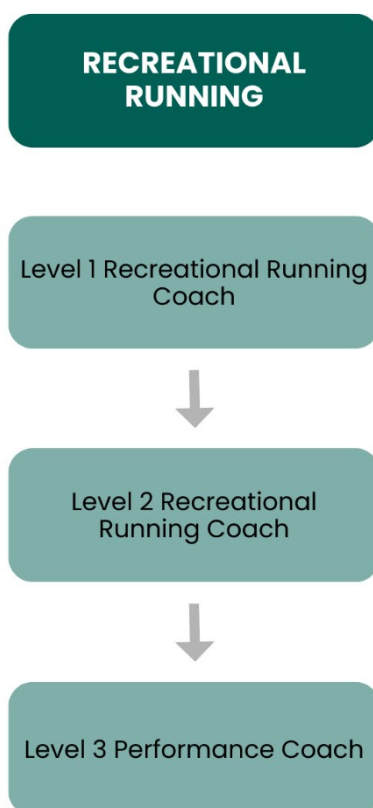 RECREATIONAL
RUNNING
Level 1 Recreational Running
Coach
Level 2 Recreational
Running Coach
Level 3 Performance Coach